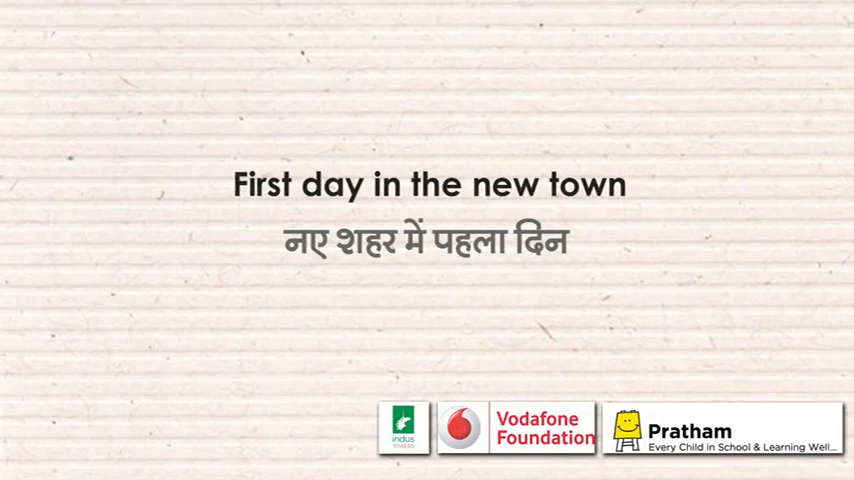 First day in the new town
नए शहर में पहला दिन
indus
TOWERS
Vodafone
Foundation
Pratham
Every Child in School & Learning Well...